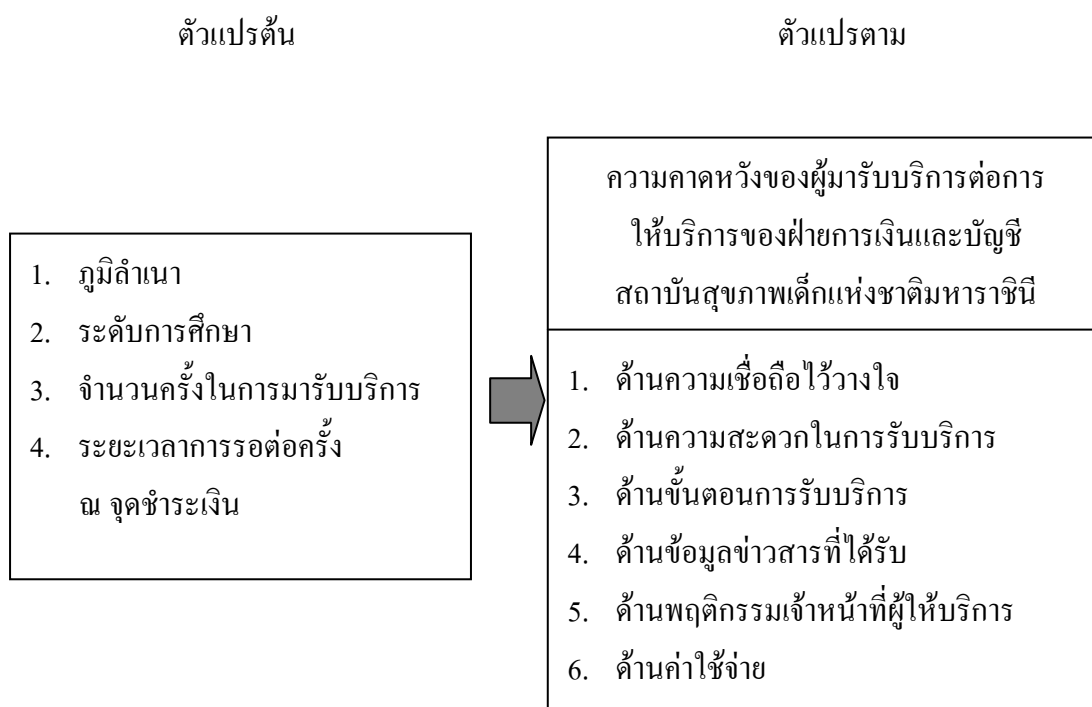 ตัวแปรต้น
ตัวแปรตาม
1. ภูมิลำเนา
2. ระดับการศึกษา
3. จำนวนครั้งในการมารับบริการ
4. ระยะเวลาการรอต่อครั้ง
ณ จุดชำระเงิน
ความคาดหวังของผู้มารับบริการต่อการ
ให้บริการของฝ่ายการเงินและบัญชี
สถาบันสุขภาพเด็กแห่งชาติมหาราชินี
1. ด้านความเชื่อถือไว้วางใจ
2. ด้านความสะดวกในการรับบริการ
3. ด้านขั้นตอนการรับบริการ
4. ด้านข้อมูลข่าวสารที่ได้รับ
5. ด้านพฤติกรรมเจ้าหน้าที่ผู้ให้บริการ
6. ด้านค่าใช้จ่าย